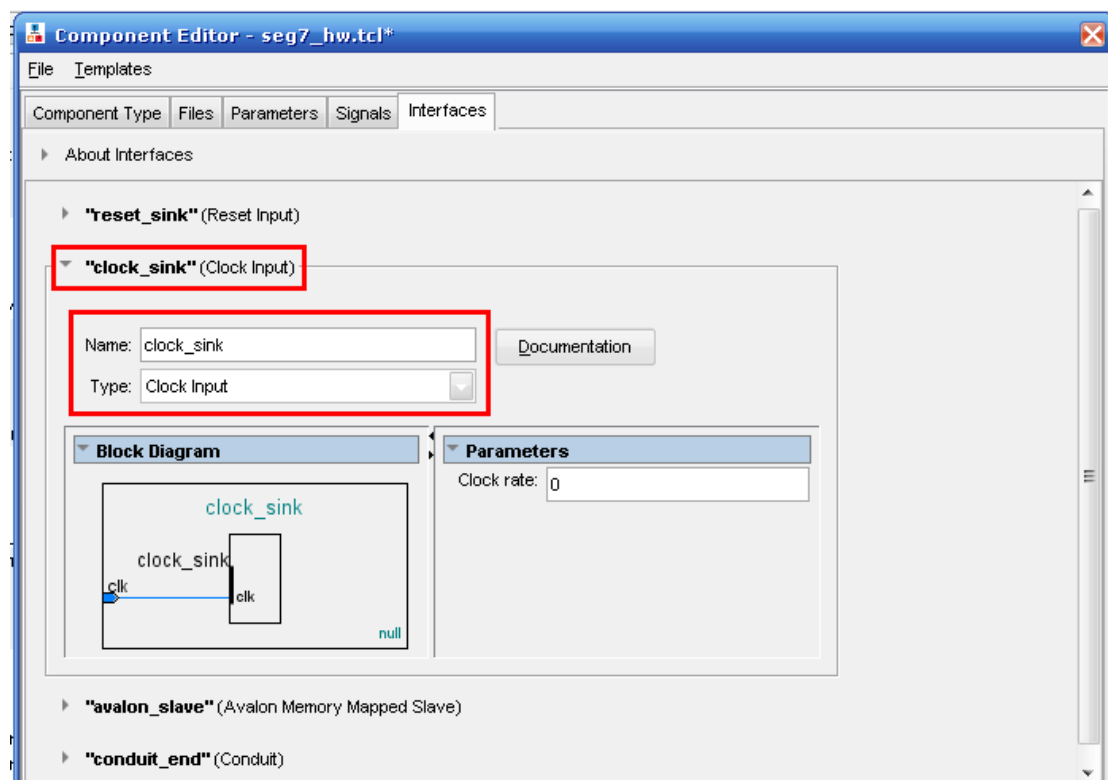 Component Editor - seg7_hw.tcl*
File Templates
Component Type Files Parameters Signals Interfaces
About Interfaces
"reset_sink" (Reset Input)
"clock_sink" (Clock Input)
Name: clock_sink
Documentation
Type: Clock Input
Block Diagram
Parameters
Clock rate: 0
clock_sink
clock_sink
clk
clk
null
"avalon_slave" (Avalon Memory Mapped Slave)
"conduit_end" (Conduit)